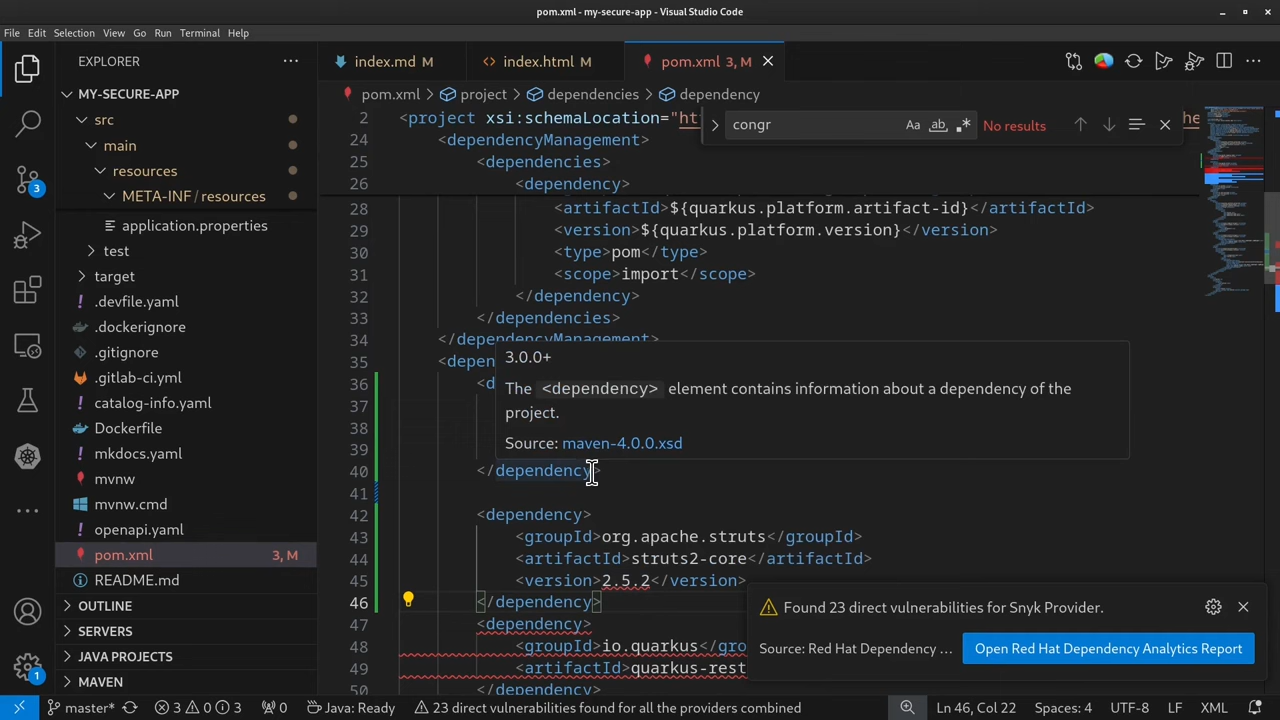 pom.xml - my-secure-app - Visual Studio Code
File Edit Selection View Go Run Terminal Help
EXPLORER
MY-SECURE-APP
src
main
resources
META-INF / resources
application.properties
test
target
.devfile.yaml
.dockerignore
.gitignore
.gitlab-ci.yml
catalog-info.yaml
Dockerfile
mkdocs.yaml
mvnw
mvnw.cmd
openapi.yaml
pom.xml 3, M
README.md
OUTLINE
SERVERS
JAVA PROJECTS
MAVEN
3
1
index.md M
index.html M
pom.xml 3, M
pom.xml > project > dependencies > dependency
congr Aa ab No results
2 <project xsi:schemaLocation="ht
24 <dependencyManagement>
25 <dependencies>
26 <dependency>
28 <artifactId>${quarkus.platform.artifact-id}</artifactId>
29 <version>${quarkus.platform.version}</version>
30 <type>pom</type>
31 <scope>import</scope>
32 </dependency>
33 </dependencies>
34 </dependencyManagement>
35 <depe
36 <d
37
38
39
3.0.0+
The <dependency> element contains information about a dependency of the
project.
Source: maven-4.0.0.xsd
40 </dependency>
41
42 <dependency>
43 <groupId>org.apache.struts</groupId>
44 <artifactId>struts2-core</artifactId>
45 <version>2.5.2</version>
46 </dependency>
47 <dependency>
48 <groupId>io.quarkus</gro
49 <artifactId>quarkus-rest
50 </dependency>
Found 23 direct vulnerabilities for Snyk Provider.
Source: Red Hat Dependency ...
Open Red Hat Dependency Analytics Report
master* 3 0 3 0 Java: Ready 23 direct vulnerabilities found for all the providers combined Ln 46, Col 22 Spaces: 4 UTF-8 LF XML